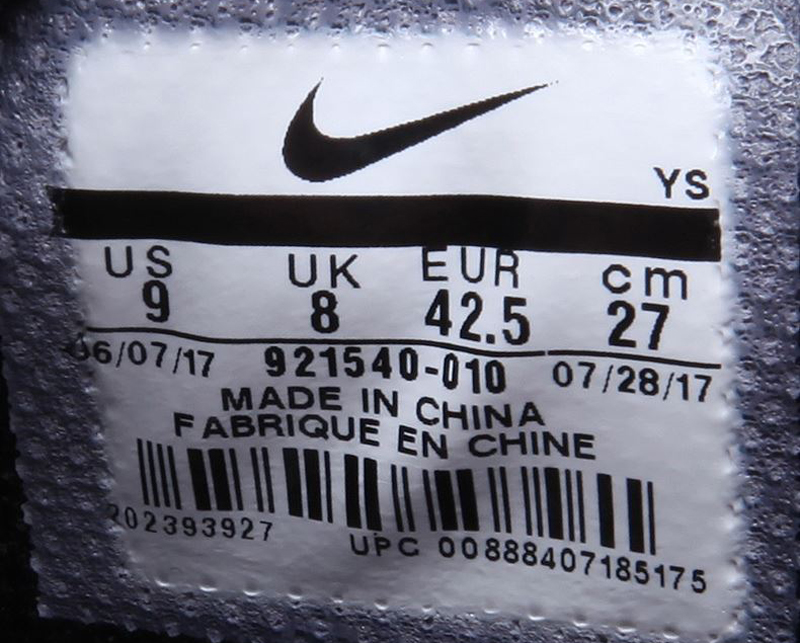 YS
US UK EUR cm
9 8 42.5 27
06/07/17 921540-010 07/28/17
MADE IN CHINA
FABRIQUE EN CHINE
202393927 UPC 00888407185175